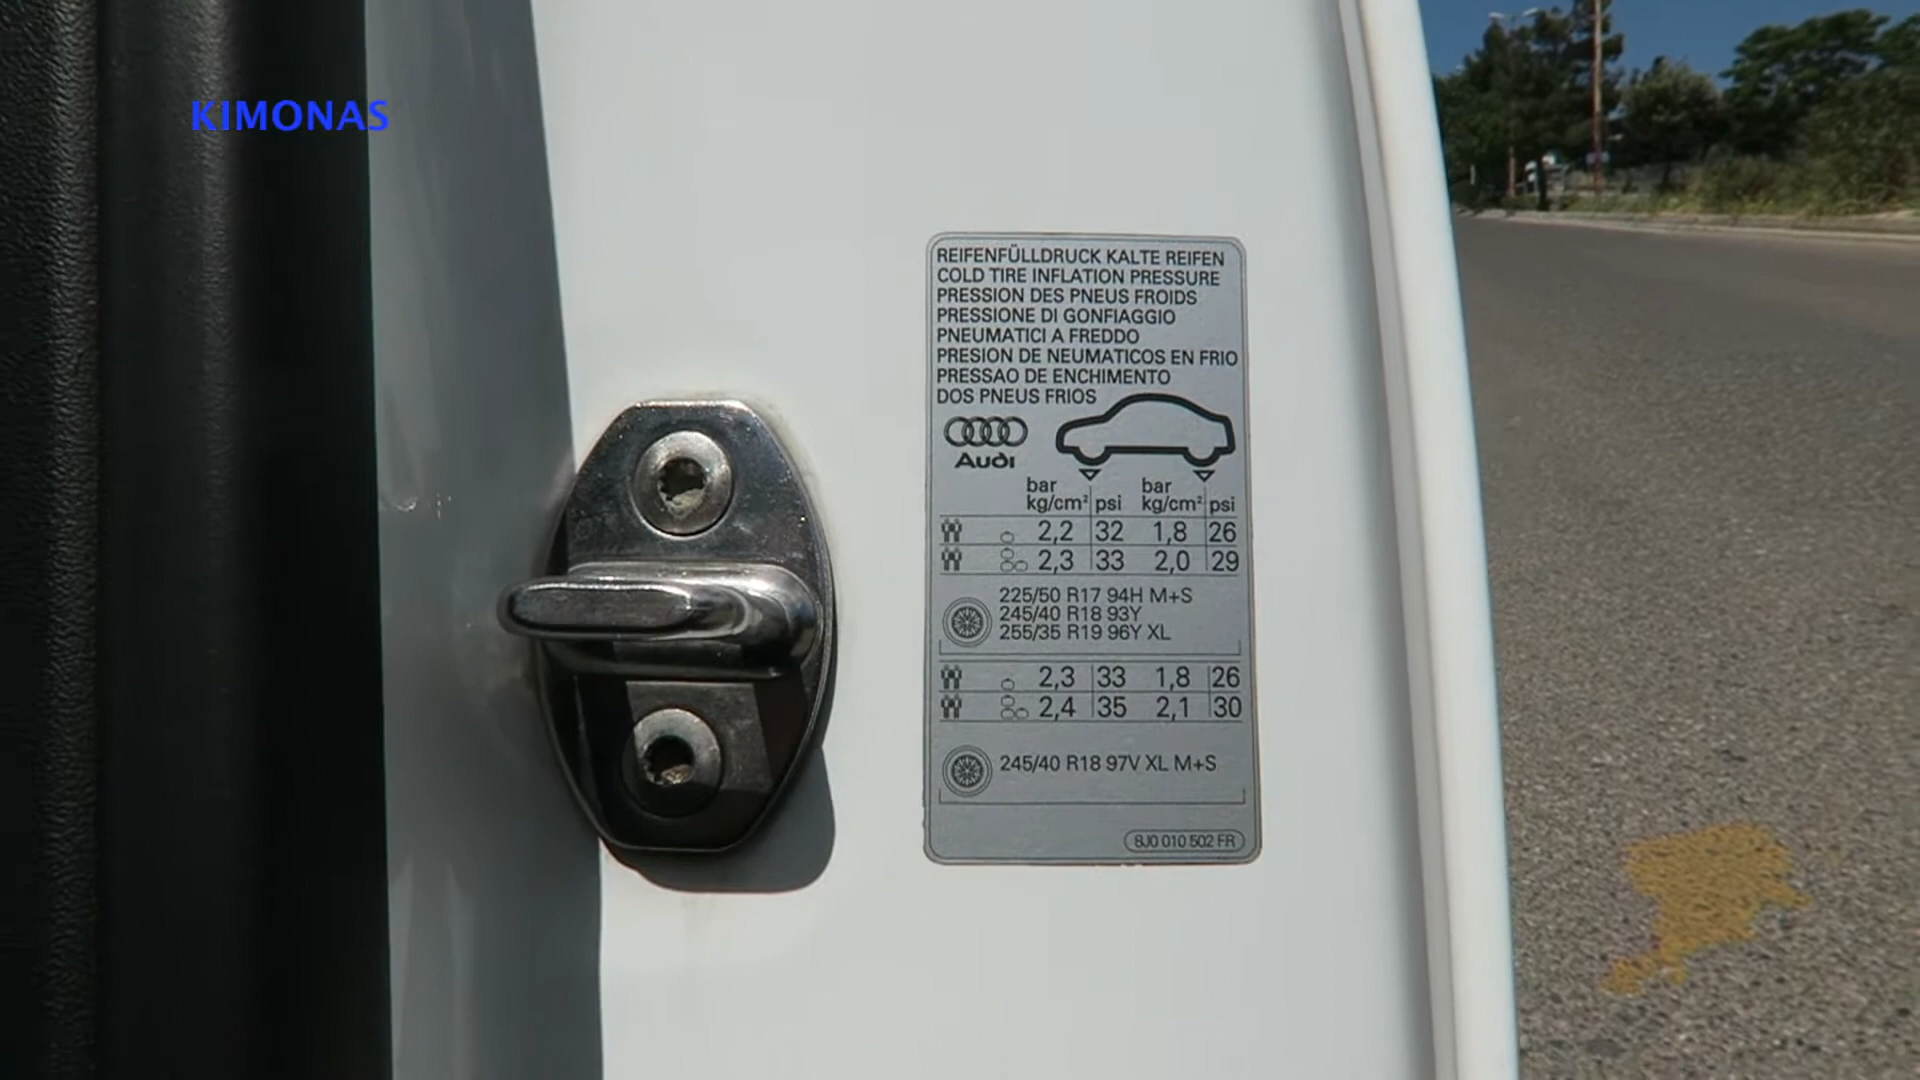 KIMONAS
REIFENFÜLLDRUCK KALTE REIFEN
COLD TIRE INFLATION PRESSURE
PRESSION DES PNEUS FROIDS
PRESSIONE DI GONFIAGGIO
PNEUMATICI A FREDDO
PRESION DE NEUMATICOS EN FRIO
PRESSAO DE ENCHIMENTO
DOS PNEUS FRIOS
Audi
bar bar
kg/cm² psi kg/cm² psi
2,2 32 1,8 26
2,3 33 2,0 29
225/50 R17 94H M+S
245/40 R18 93Y
255/35 R19 96Y XL
2,3 33 1,8 26
2,4 35 2,1 30
245/40 R18 97V XL M+S
8J0 010 502 FR